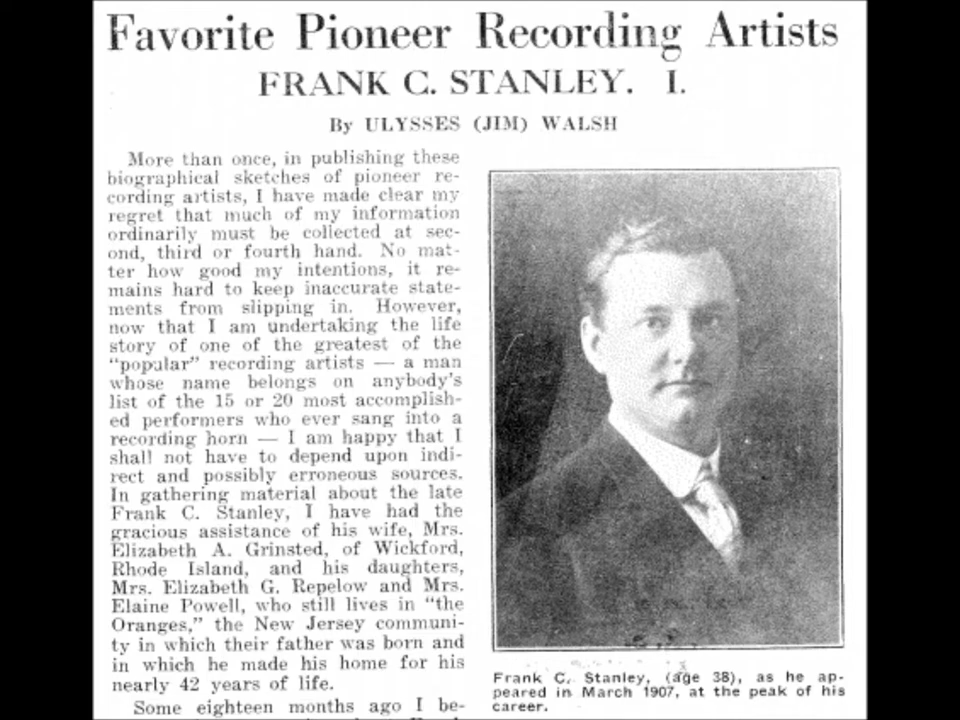 Favorite Pioneer Recording Artists
FRANK C. STANLEY. I.
By ULYSSES (JIM) WALSH
More than once, in publishing these
biographical sketches of pioneer re-
cording artists, I have made clear my
regret that much of my information
ordinarily must be collected at sec-
ond, third or fourth hand. No mat-
ter how good my intentions, it re-
mains hard to keep inaccurate state-
ments from slipping in. However,
now that I am undertaking the life
story of one of the greatest of the
“popular” recording artists — a man
whose name belongs on anybody's
list of the 15 or 20 most accomplish-
ed performers who ever sang into a
recording horn — I am happy that I
shall not have to depend upon indi-
rect and possibly erroneous sources.
In gathering material about the late
Frank C. Stanley, I have had the
gracious assistance of his wife, Mrs.
Elizabeth A. Grinsted, of Wickford,
Rhode Island, and his daughters,
Mrs. Elizabeth G. Repelow and Mrs.
Elaine Powell, who still lives in “the
Oranges,” the New Jersey communi-
ty in which their father was born and
in which he made his home for his
nearly 42 years of life.
Some eighteen months ago I be-
Frank C. Stanley, (age 38), as he ap-
peared in March 1907, at the peak of his
career.